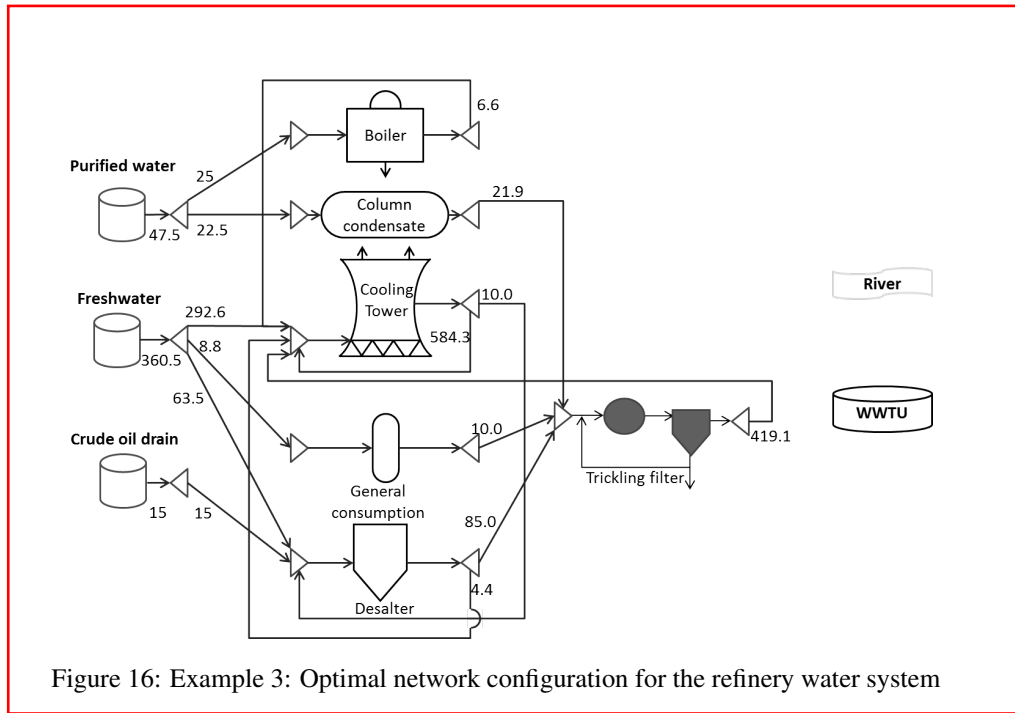 6.6
Boiler
Purified water
25
21.9
Column
condensate
47.5
22.5
Freshwater
292.6
Cooling
Tower
10.0
River
8.8
584.3
360.5
63.5
Crude oil drain
10.0
WWTU
419.1
Trickling filter
General
consumption
15
15
85.0
4.4
Desalter
Figure 16: Example 3: Optimal network configuration for the refinery water system